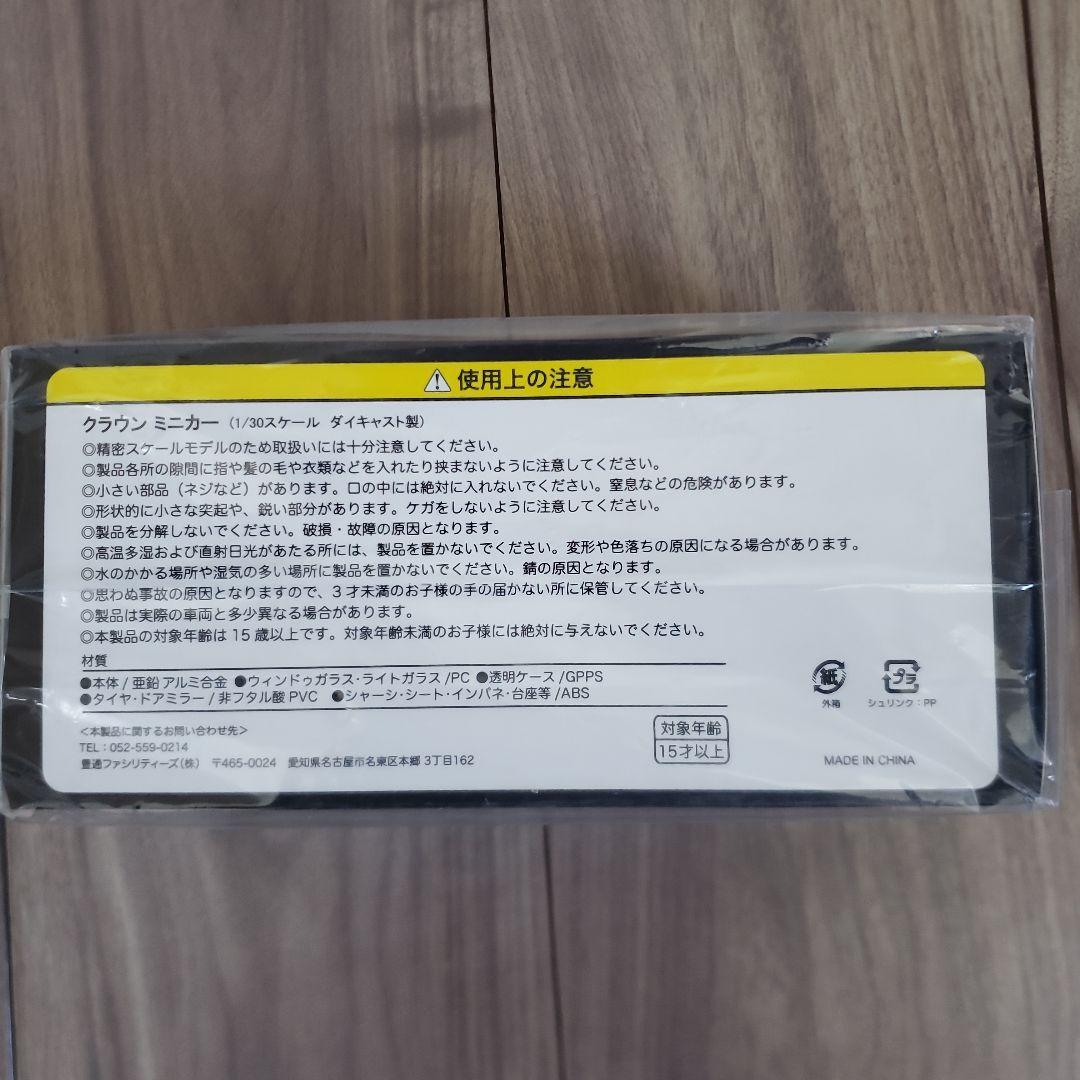 ⚠ 使用上の注意
クラウン ミニカー（1/30スケール ダイキャスト製）
◎精密スケールモデルのため取扱いには十分注意してください。
◎製品各所の隙間に指や髪の毛や衣類などを入れたり挟まないように注意してください。
◎小さい部品（ネジなど）があります。口の中には絶対に入れないでください。窒息などの危険があります。
◎形状的に小さな突起や、鋭い部分があります。ケガをしないように注意してください。
◎製品を分解しないでください。破損・故障の原因となります。
◎高温多湿および直射日光があたる所には、製品を置かないでください。変形や色落ちの原因になる場合があります。
◎水のかかる場所や湿気の多い場所に製品を置かないでください。錆の原因となります。
◎思わぬ事故の原因となりますので、3才未満のお子様の手の届かない所に保管してください。
◎製品は実際の車両と多少異なる場合があります。
◎本製品の対象年齢は15歳以上です。対象年齢未満のお子様には絶対に与えないでください。
材質
●本体/亜鉛アルミ合金 ●ウィンドゥガラス・ライトガラス/PC ●透明ケース/GPPS
●タイヤ・ドアミラー/非フタル酸PVC ●シャーシ・シート・インパネ・台座等/ABS
紙
外箱
プラ
シュリンク：PP
＜本製品に関するお問い合わせ先＞
TEL：052-559-0214
豊通ファシリティーズ（株） 〒465-0024 愛知県名古屋市名東区本郷3丁目162
対象年齢
15才以上
MADE IN CHINA